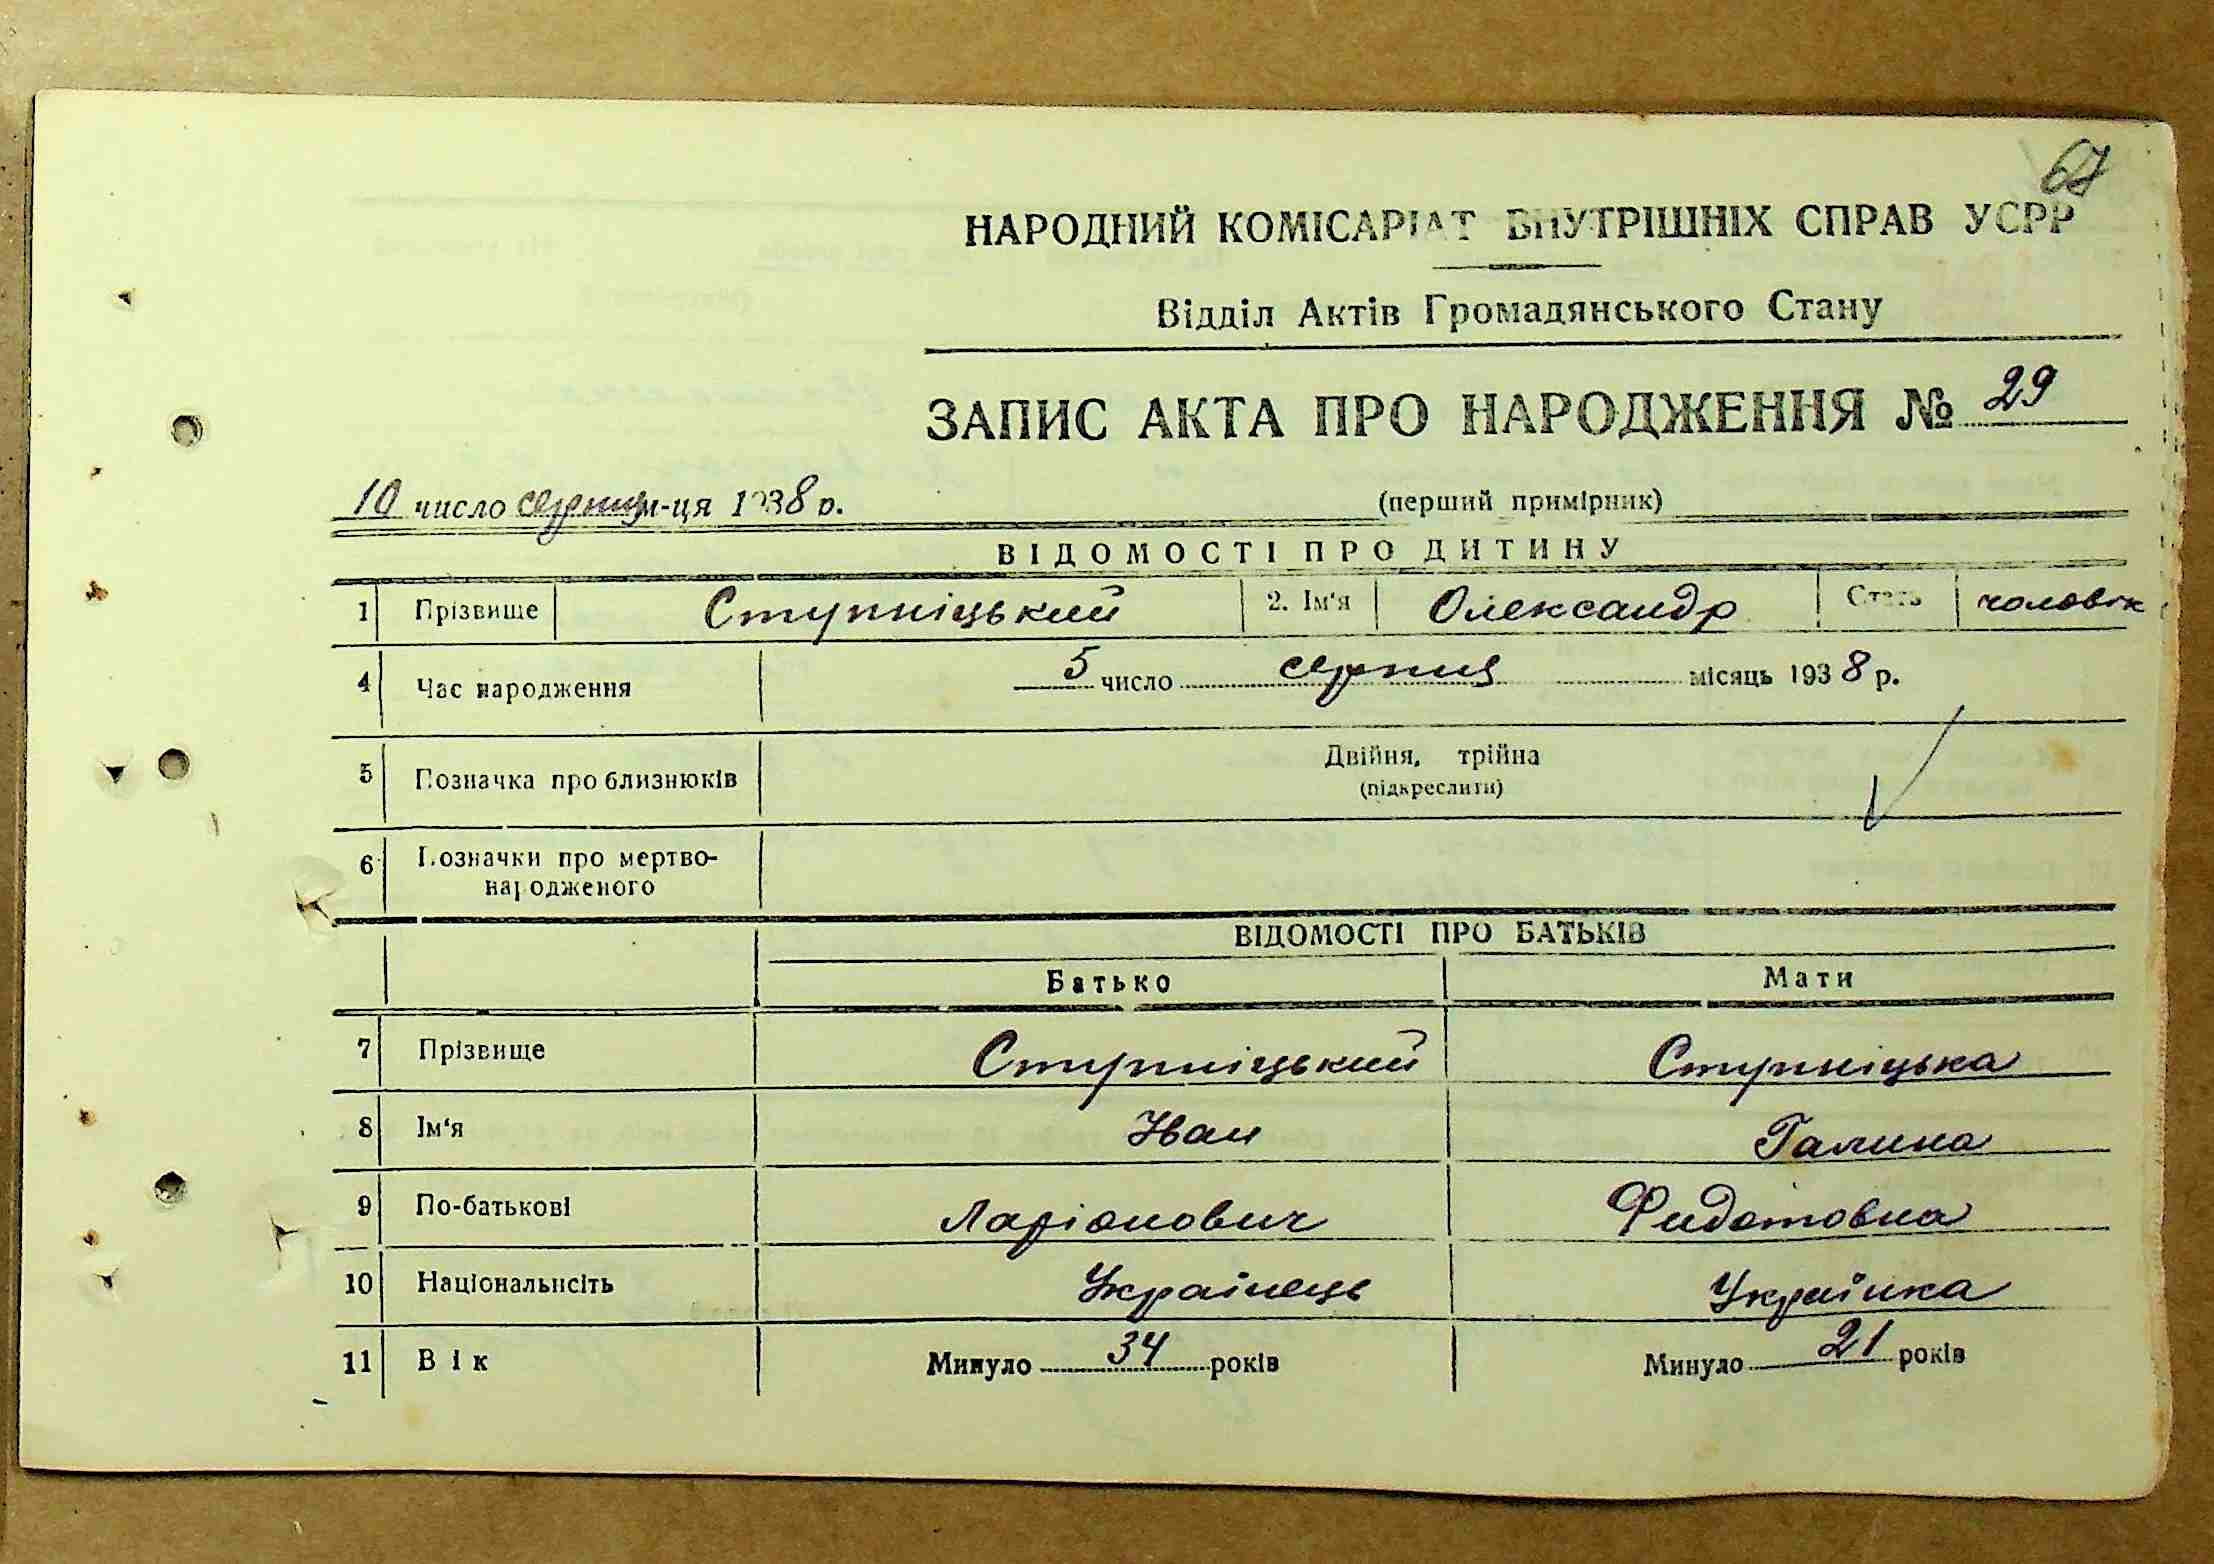 67
НАРОДНИЙ КОМІСАРІАТ ВНУТРІШНІХ СПРАВ УСРР
Відділ Актів Громадянського Стану
ЗАПИС АКТА ПРО НАРОДЖЕННЯ № 29
10 число серпня м-ця 1938 р. (перший примірник)
ВІДОМОСТІ ПРО ДИТИНУ
1 Прізвище Ступніцький 2. Ім'я Олександр Стать чоловік
4 Час народження 5 число серпня місяць 1938 р.
5 Позначка про близнюків Двійня, трійна
(підкреслити)
6 Позначки про мертво-
народженого
ВІДОМОСТІ ПРО БАТЬКІВ
Батько Мати
7 Прізвище Ступніцький Ступніцька
8 Ім'я Іван Галина
9 По-батькові Ларіонович Фидотовна
10 Національність Українець Українка
11 Вік Минуло 34 років Минуло 21 років